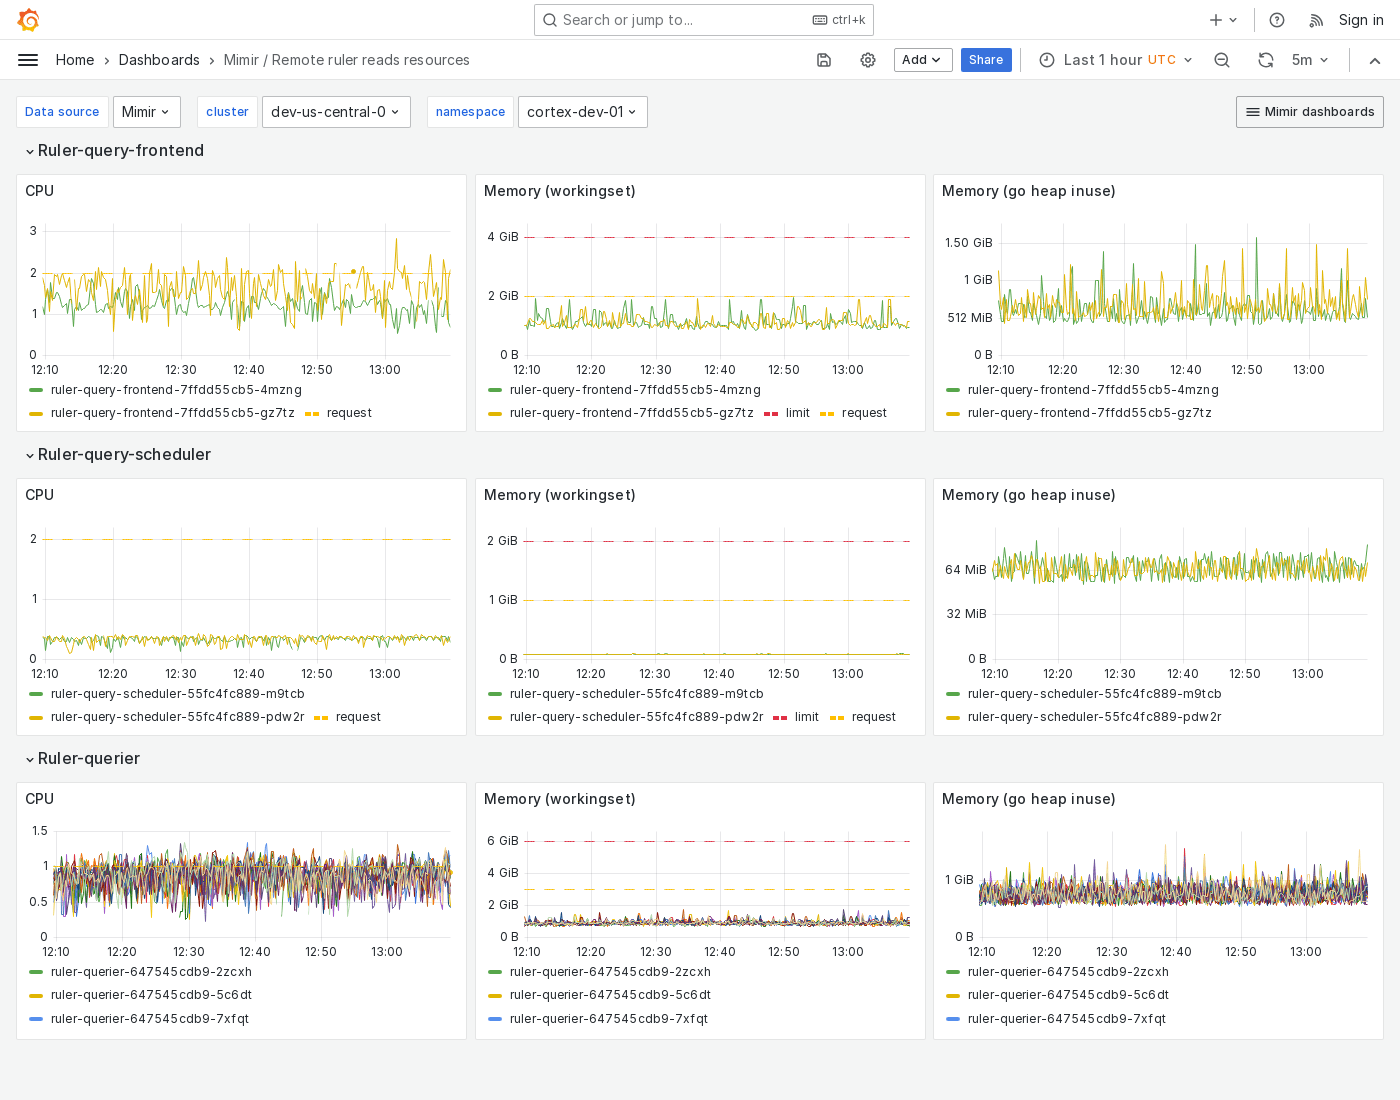 Search or jump to... ctrl+k Sign in
Home Dashboards Mimir / Remote ruler reads resources Add Share Last 1 hour UTC 5m
Data source Mimir cluster dev-us-central-0 namespace cortex-dev-01 Mimir dashboards
Ruler-query-frontend
CPU
3
2
1
0
12:10 12:20 12:30 12:40 12:50 13:00
ruler-query-frontend-7ffdd55cb5-4mzng
ruler-query-frontend-7ffdd55cb5-gz7tz request
Memory (workingset)
4 GiB
2 GiB
0 B
12:10 12:20 12:30 12:40 12:50 13:00
ruler-query-frontend-7ffdd55cb5-4mzng
ruler-query-frontend-7ffdd55cb5-gz7tz limit request
Memory (go heap inuse)
1.50 GiB
1 GiB
512 MiB
0 B
12:10 12:20 12:30 12:40 12:50 13:00
ruler-query-frontend-7ffdd55cb5-4mzng
ruler-query-frontend-7ffdd55cb5-gz7tz
Ruler-query-scheduler
CPU
2
1
0
12:10 12:20 12:30 12:40 12:50 13:00
ruler-query-scheduler-55fc4fc889-m9tcb
ruler-query-scheduler-55fc4fc889-pdw2r request
Memory (workingset)
2 GiB
1 GiB
0 B
12:10 12:20 12:30 12:40 12:50 13:00
ruler-query-scheduler-55fc4fc889-m9tcb
ruler-query-scheduler-55fc4fc889-pdw2r limit request
Memory (go heap inuse)
64 MiB
32 MiB
0 B
12:10 12:20 12:30 12:40 12:50 13:00
ruler-query-scheduler-55fc4fc889-m9tcb
ruler-query-scheduler-55fc4fc889-pdw2r
Ruler-querier
CPU
1.5
1
0.5
0
12:10 12:20 12:30 12:40 12:50 13:00
ruler-querier-647545cdb9-2zcxh
ruler-querier-647545cdb9-5c6dt
ruler-querier-647545cdb9-7xfqt
Memory (workingset)
6 GiB
4 GiB
2 GiB
0 B
12:10 12:20 12:30 12:40 12:50 13:00
ruler-querier-647545cdb9-2zcxh
ruler-querier-647545cdb9-5c6dt
ruler-querier-647545cdb9-7xfqt
Memory (go heap inuse)
1 GiB
0 B
12:10 12:20 12:30 12:40 12:50 13:00
ruler-querier-647545cdb9-2zcxh
ruler-querier-647545cdb9-5c6dt
ruler-querier-647545cdb9-7xfqt